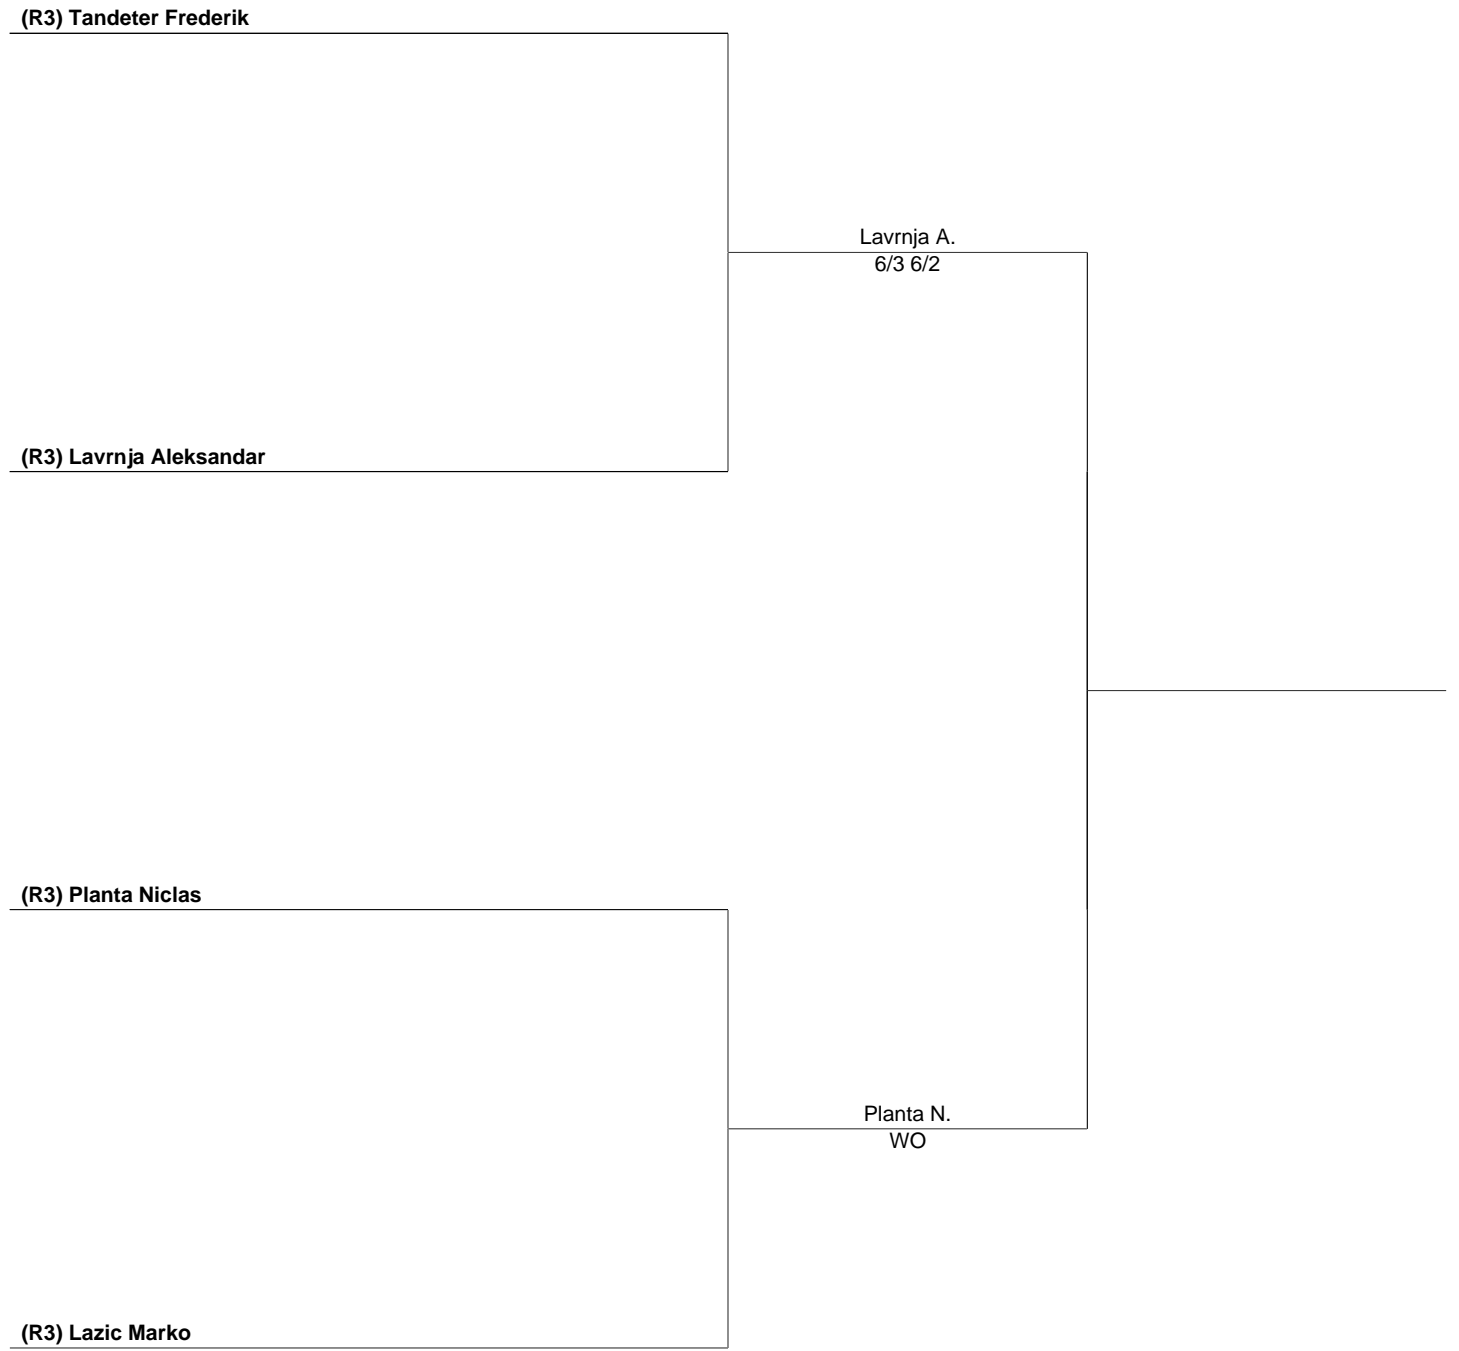 (R3) Tandeter Frederik
Lavrnja A.
6/3 6/2
(R3) Lavrnja Aleksandar
(R3) Planta Niclas
Planta N.
WO
(R3) Lazic Marko